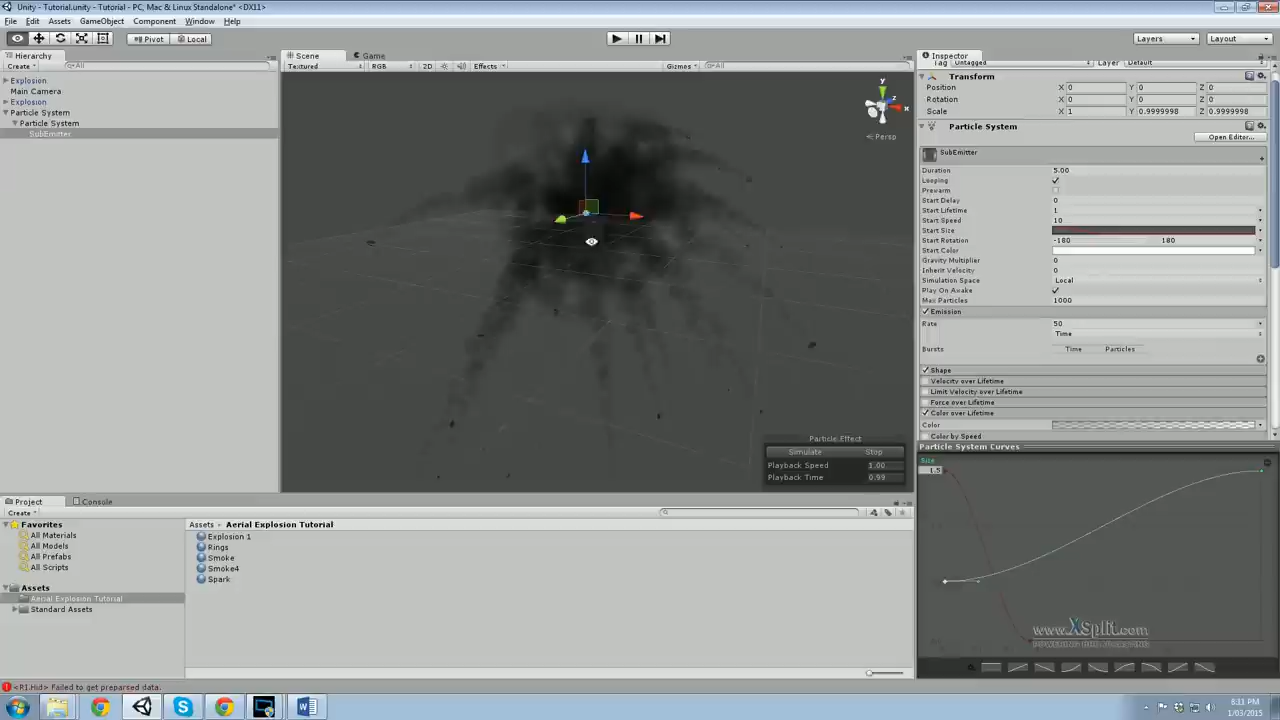 Unity - Tutorial.unity - Tutorial - PC, Mac & Linux Standalone* <DX11>
File Edit Assets GameObject Component Window Help
Pivot Local Layers Layout
Hierarchy
Create All
Explosion
Main Camera
Explosion
Particle System
Particle System
SubEmitter
Scene Game
Textured RGB 2D Effects Gizmos All
y
z
x
Persp
Particle Effect
Simulate Stop
Playback Speed 1.00
Playback Time 0.99
Inspector
Tag Untagged Layer Default
Transform
Position X 0 Y 0 Z 0
Rotation X 0 Y 0 Z 0
Scale X 1 Y 0.9999998 Z 0.9999998
Particle System
Open Editor...
SubEmitter
Duration 5.00
Looping
Prewarm
Start Delay 0
Start Lifetime 1
Start Speed 10
Start Size
Start Rotation -180 180
Start Color
Gravity Multiplier 0
Inherit Velocity 0
Simulation Space Local
Play On Awake
Max Particles 1000
Emission
Rate 50
Time
Bursts Time Particles
Shape
Velocity over Lifetime
Limit Velocity over Lifetime
Force over Lifetime
Color over Lifetime
Color
Color by Speed
Particle System Curves
Size
1.5
www.XSplit.com
Project Console
Create
Favorites
All Materials
All Models
All Prefabs
All Scripts
Assets
Aerial Explosion Tutorial
Standard Assets
Assets Aerial Explosion Tutorial
Explosion 1
Rings
Smoke
Smoke4
Spark
<R1.Hid> Failed to get preparsed data.
8:31 PM
1/03/2015